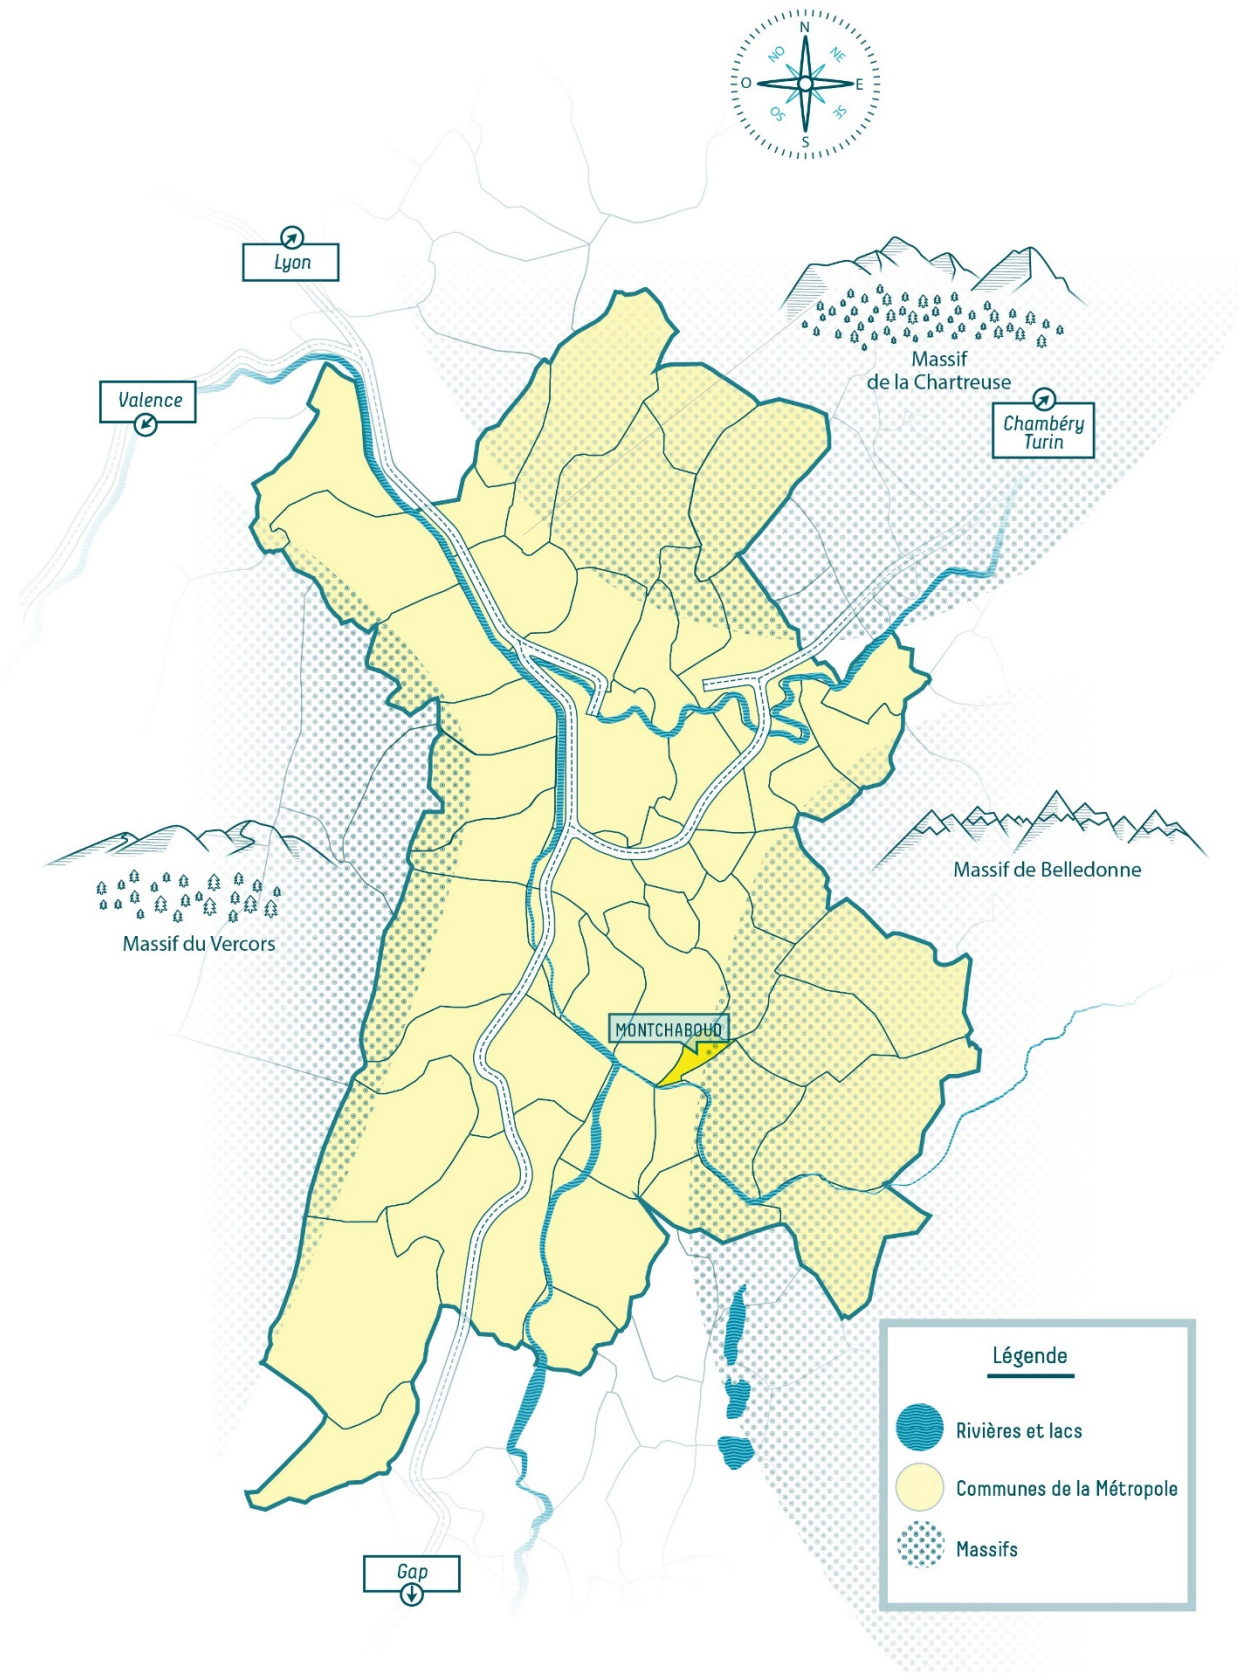 N
NO
NE
O
E
SO
SE
S
Lyon
Massif
de la Chartreuse
Valence
Chambéry
Turin
Massif de Belledonne
Massif du Vercors
MONTCHABOUD
Légende
Rivières et lacs
Communes de la Métropole
Massifs
Gap